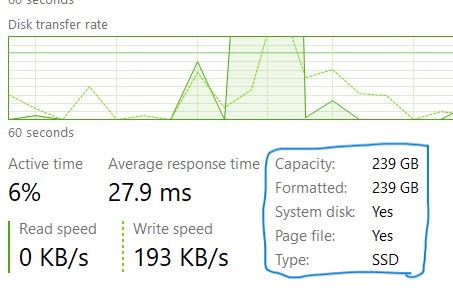 60 seconds
Disk transfer rate
60 seconds
Active time
6%
Average response time
27.9 ms
Read speed
0 KB/s
Write speed
193 KB/s
Capacity: 239 GB
Formatted: 239 GB
System disk: Yes
Page file: Yes
Type: SSD